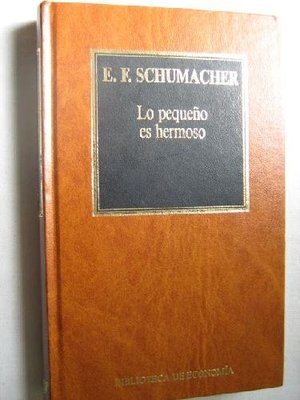 E. F. SCHUMACHER
Lo pequeño
es hermoso
BIBLIOTECA DE ECONOMÍA